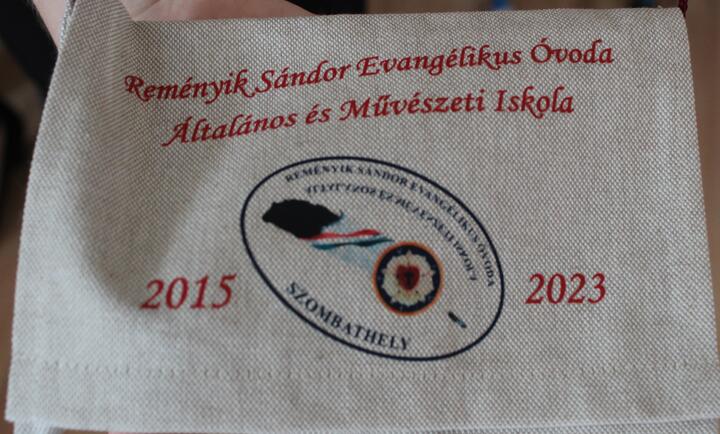 Reményik Sándor Evangélikus Óvoda
Általános és Művészeti Iskola
REMÉNYIK SÁNDOR EVANGÉLIKUS ÓVODA
2015
2023
SZOMBATHELY